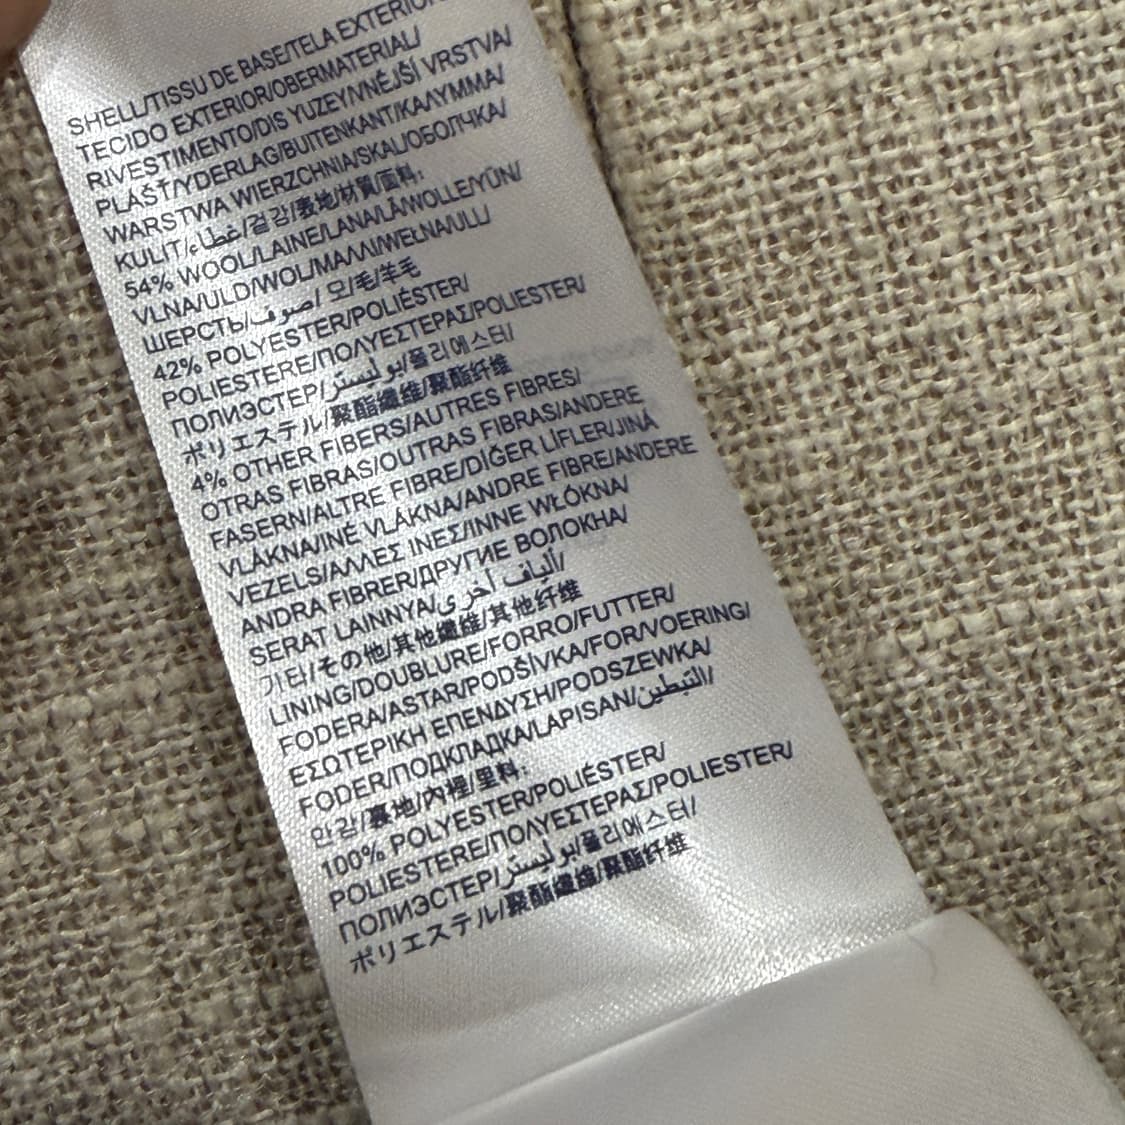 SHELL/TISSU DE BASE/TELA EXTERIOR
TECIDO EXTERIOR/OBERMATERIAL/
RIVESTIMENTO/DIS YUZEY/VNĚJŠÍ VRSTVA/
PLÁŠŤ/YDERLAG/BUITENKANT/ΚΑΛΥΜΜΑ/
WARSTWA WIERZCHNIA/SKAL/ОБОЛЧКА/
KULIT/غطاء/겉감/表地/材質/面料:
54% WOOL/LAINE/LANA/LÃ/WOLLE/YÜN/
VLNA/ULD/WOL/ΜΑΛΛΙ/WEŁNA/ULL/
ШЕРСТЬ/صوف/모/毛/羊毛
42% POLYESTER/POLIÉSTER/
POLIESTERE/ΠΟΛΥΕΣΤΕΡΑΣ/POLIESTER/
ПОЛИЭСТЕР/بوليستر/폴리에스터/
ポリエステル/聚酯纖維/聚酯纤维
4% OTHER FIBERS/AUTRES FIBRES/
OTRAS FIBRAS/OUTRAS FIBRAS/ANDERE
FASERN/ALTRE FIBRE/DİĞER LİFLER/JINÁ
VLÁKNA/INÉ VLÁKNA/ANDRE FIBRE/ANDERE
VEZELS/ΑΛΛΕΣ ΙΝΕΣ/INNE WŁÓKNA/
ANDRA FIBRER/ДРУГИЕ ВОЛОКНА/
SERAT LAINNYA/ألياف أخرى/
기타/その他/其他纖維/其他纤维
LINING/DOUBLURE/FORRO/FUTTER/
FODERA/ASTAR/PODŠÍVKA/FOR/VOERING/
ΕΣΩΤΕΡΙΚΗ ΕΠΕΝΔΥΣΗ/PODSZEWKA/
FODER/ПОДКЛАДКА/LAPISAN/التبطين/
안감/裏地/內裡/里料:
100% POLYESTER/POLIÉSTER/
POLIESTERE/ΠΟΛΥΕΣΤΕΡΑΣ/POLIESTER/
ПОЛИЭСТЕР/بوليستر/폴리에스터/
ポリエステル/聚酯纖維/聚酯纤维